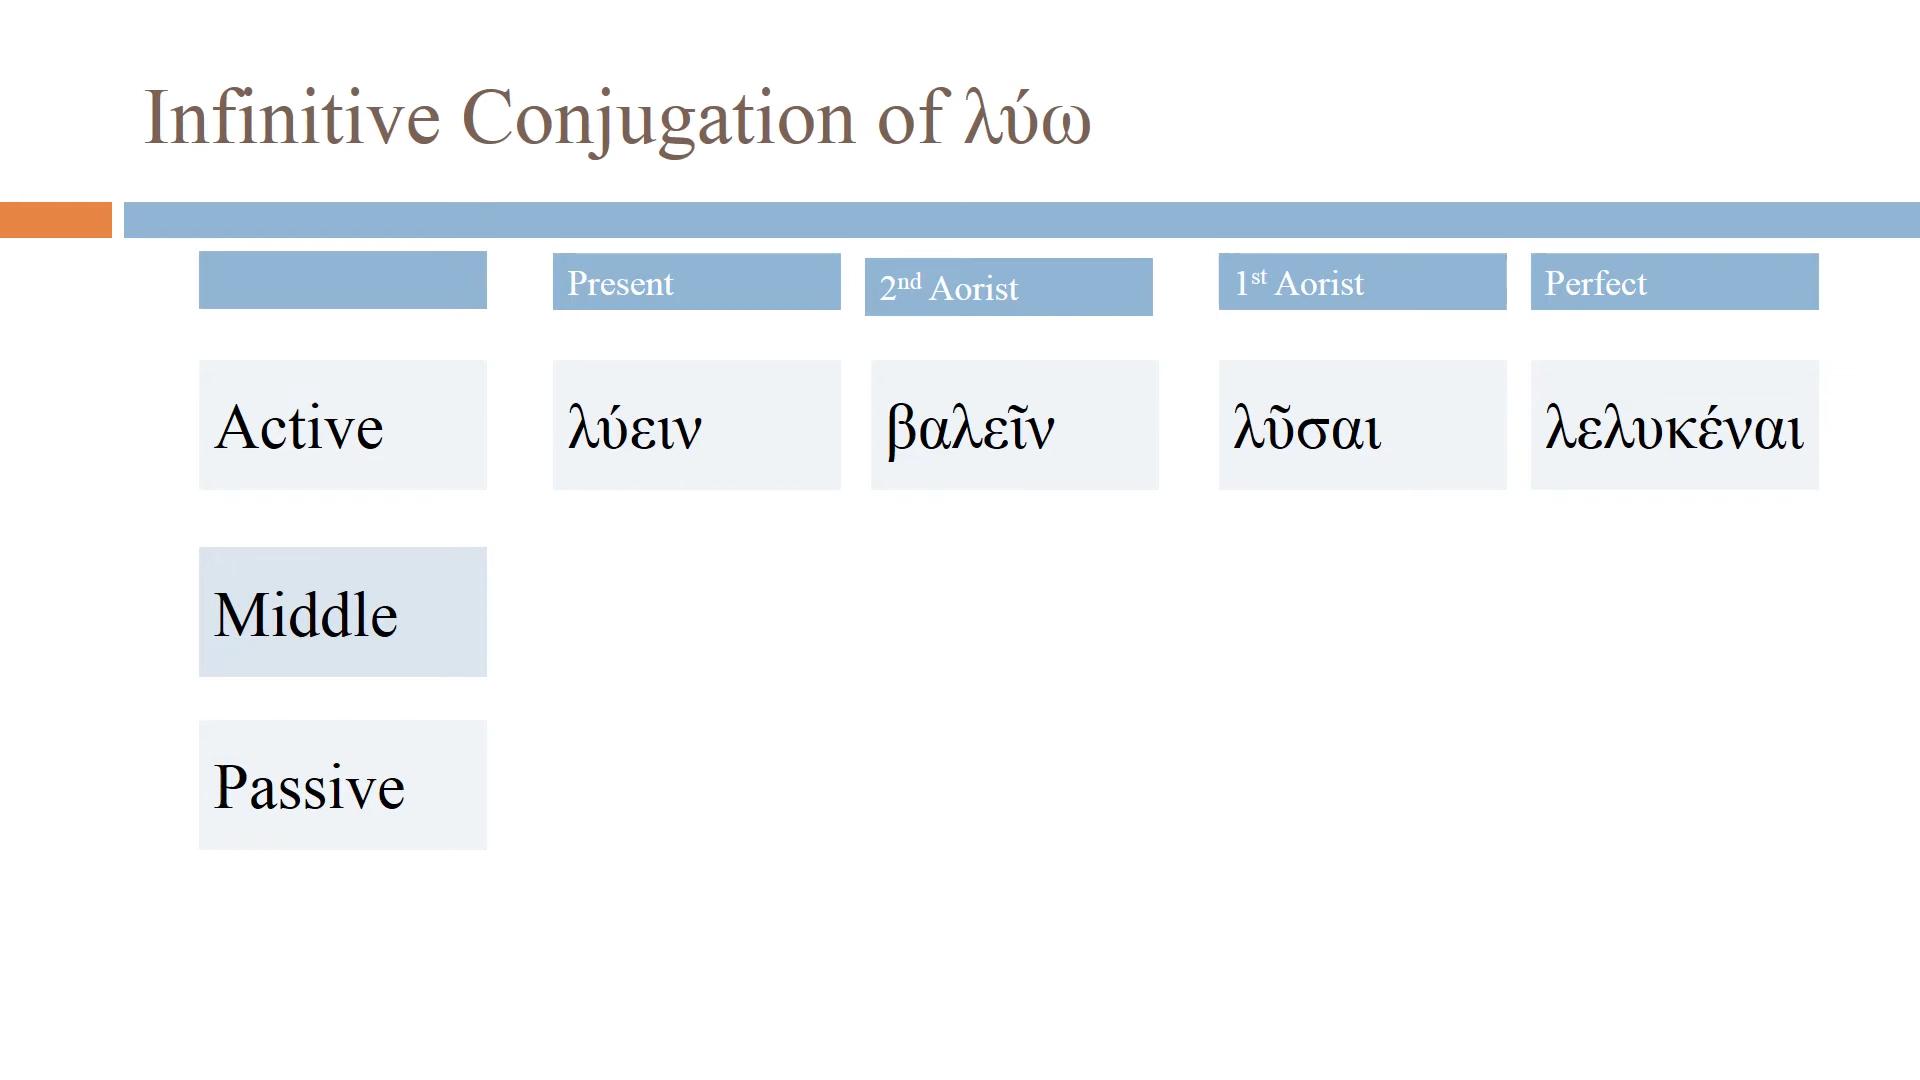 Infinitive Conjugation of λύω
Present 2nd Aorist 1st Aorist Perfect
Active λύειν βαλεῖν λῦσαι λελυκέναι
Middle
Passive